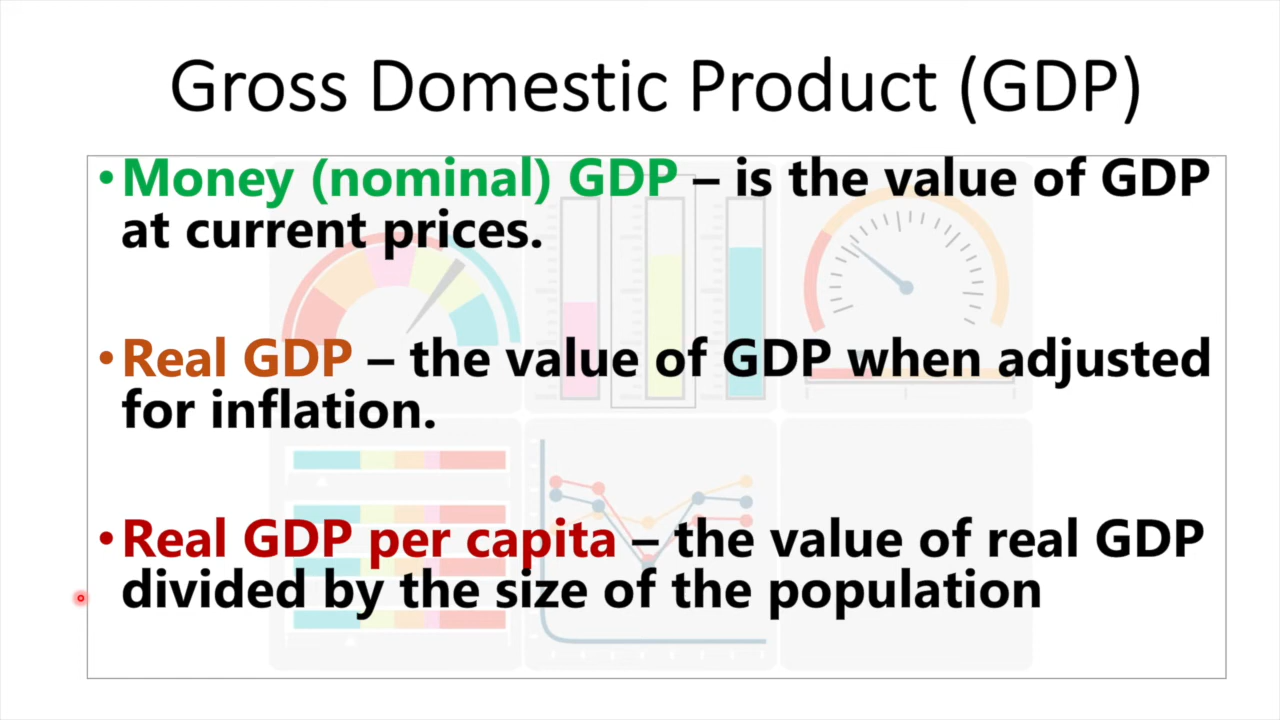 Gross Domestic Product (GDP)
•Money (nominal) GDP – is the value of GDP
at current prices.
•Real GDP – the value of GDP when adjusted
for inflation.
•Real GDP per capita – the value of real GDP
divided by the size of the population